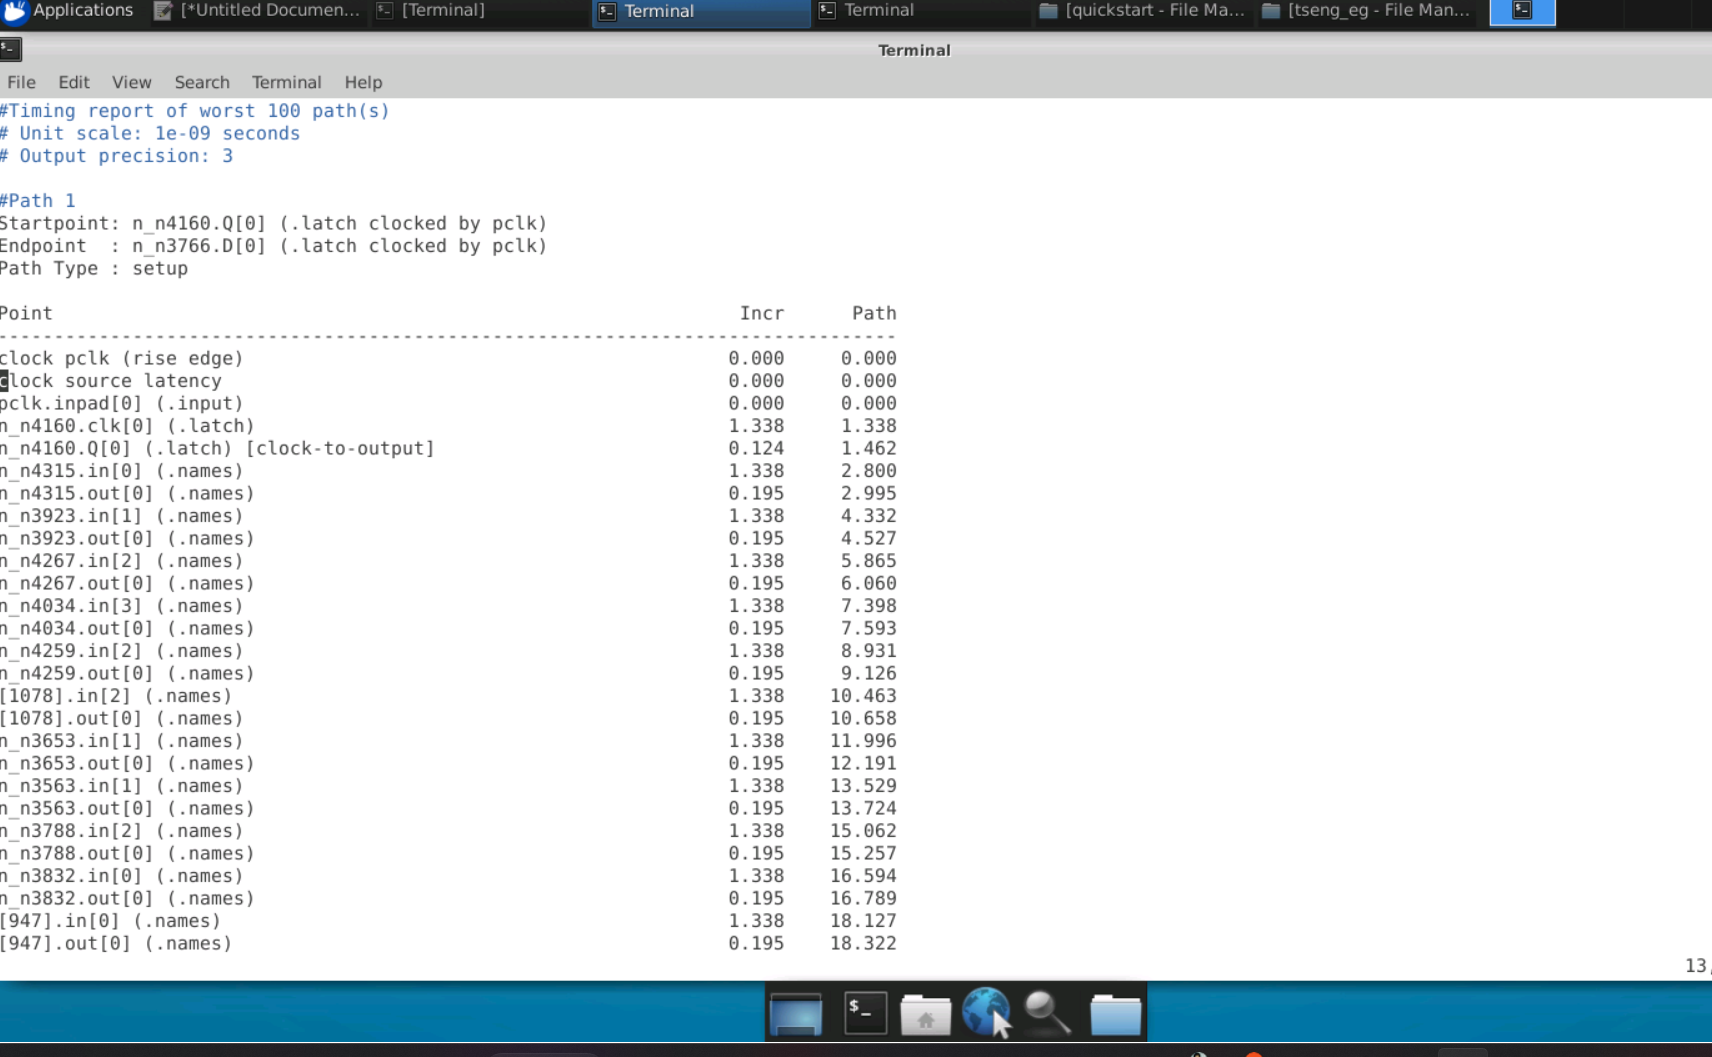 Applications [*Untitled Documen... [Terminal] Terminal Terminal [quickstart - File Ma... [tseng_eg - File Man...
Terminal
File Edit View Search Terminal Help
#Timing report of worst 100 path(s)
# Unit scale: 1e-09 seconds
# Output precision: 3
#Path 1
Startpoint: n_n4160.Q[0] (.latch clocked by pclk)
Endpoint : n_n3766.D[0] (.latch clocked by pclk)
Path Type : setup
Point Incr Path
--------------------------------------------------------------------------------
clock pclk (rise edge) 0.000 0.000
clock source latency 0.000 0.000
pclk.inpad[0] (.input) 0.000 0.000
n_n4160.clk[0] (.latch) 1.338 1.338
n_n4160.Q[0] (.latch) [clock-to-output] 0.124 1.462
n_n4315.in[0] (.names) 1.338 2.800
n_n4315.out[0] (.names) 0.195 2.995
n_n3923.in[1] (.names) 1.338 4.332
n_n3923.out[0] (.names) 0.195 4.527
n_n4267.in[2] (.names) 1.338 5.865
n_n4267.out[0] (.names) 0.195 6.060
n_n4034.in[3] (.names) 1.338 7.398
n_n4034.out[0] (.names) 0.195 7.593
n_n4259.in[2] (.names) 1.338 8.931
n_n4259.out[0] (.names) 0.195 9.126
[1078].in[2] (.names) 1.338 10.463
[1078].out[0] (.names) 0.195 10.658
n_n3653.in[1] (.names) 1.338 11.996
n_n3653.out[0] (.names) 0.195 12.191
n_n3563.in[1] (.names) 1.338 13.529
n_n3563.out[0] (.names) 0.195 13.724
n_n3788.in[2] (.names) 1.338 15.062
n_n3788.out[0] (.names) 0.195 15.257
n_n3832.in[0] (.names) 1.338 16.594
n_n3832.out[0] (.names) 0.195 16.789
[947].in[0] (.names) 1.338 18.127
[947].out[0] (.names) 0.195 18.322
13,